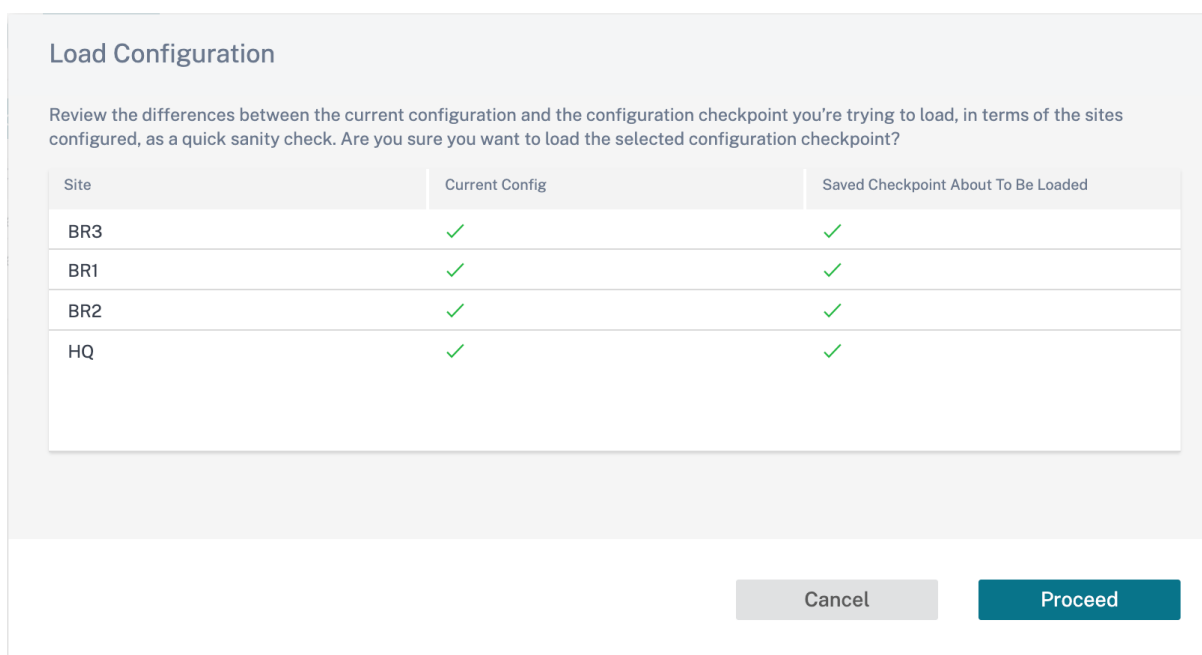 Load Configuration
Review the differences between the current configuration and the configuration checkpoint you’re trying to load, in terms of the sites
configured, as a quick sanity check. Are you sure you want to load the selected configuration checkpoint?
Site Current Config Saved Checkpoint About To Be Loaded
BR3
BR1
BR2
HQ
Cancel Proceed